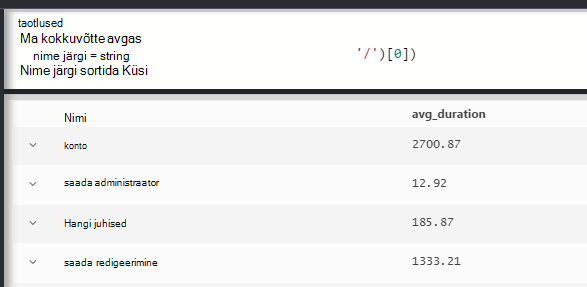 taotlused
Ma kokkuvõtte avgas
nime järgi = string '/')[0])
Nime järgi sortida Küsi
Nimi avg_duration
konto 2700.87
saada administraator 12.92
Hangi juhised 185.87
saada redigeerimine 1333.21